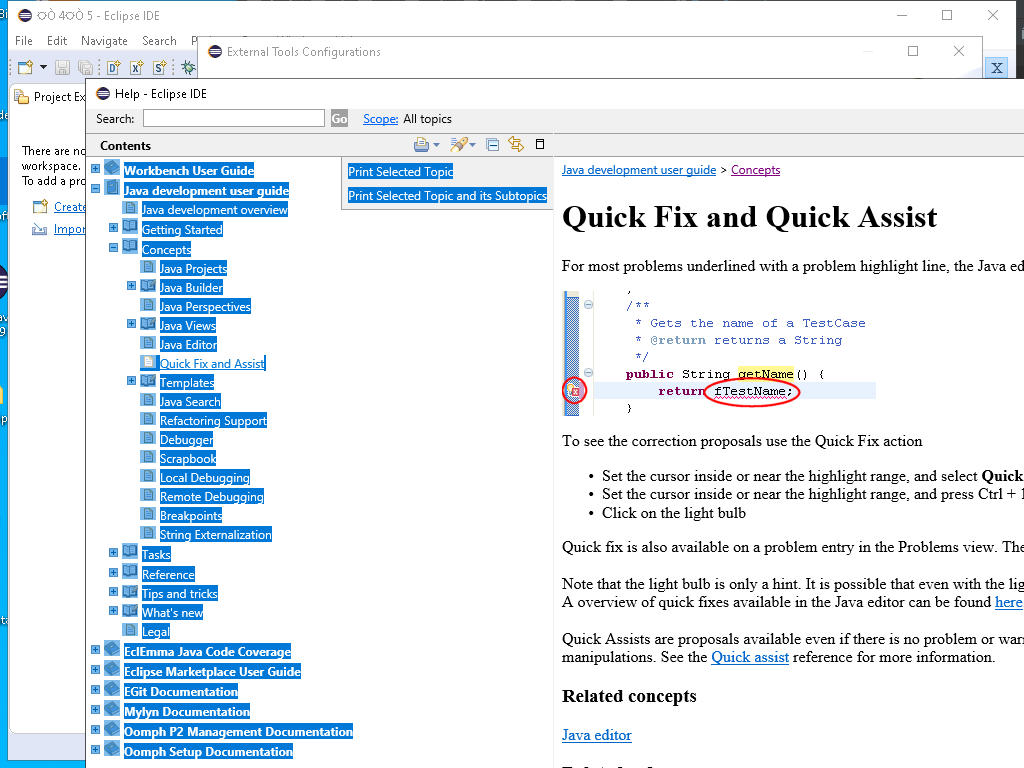 Eclipse IDE
File Edit Navigate Search
External Tools Configurations
X
Project Ex
Help - Eclipse IDE
Search: Go Scope: All topics
Contents
There are no
workspace.
To add a pro
Create
Impor
Workbench User Guide
Java development user guide
Java development overview
Getting Started
Concepts
Java Projects
Java Builder
Java Perspectives
Java Views
Java Editor
Quick Fix and Assist
Templates
Java Search
Refactoring Support
Debugger
Scrapbook
Local Debugging
Remote Debugging
Breakpoints
String Externalization
Tasks
Reference
Tips and tricks
What's new
Legal
EclEmma Java Code Coverage
Eclipse Marketplace User Guide
EGit Documentation
Mylyn Documentation
Oomph P2 Management Documentation
Oomph Setup Documentation
Print Selected Topic
Print Selected Topic and its Subtopics
Java development user guide > Concepts
Quick Fix and Quick Assist
For most problems underlined with a problem highlight line, the Java ed
/**
* Gets the name of a TestCase
* @return returns a String
*/
public String getName() {
return fTestName;
}
To see the correction proposals use the Quick Fix action
• Set the cursor inside or near the highlight range, and select Quick
• Set the cursor inside or near the highlight range, and press Ctrl + 1
• Click on the light bulb
Quick fix is also available on a problem entry in the Problems view. The
Note that the light bulb is only a hint. It is possible that even with the lig
A overview of quick fixes available in the Java editor can be found here
Quick Assists are proposals available even if there is no problem or warn
manipulations. See the Quick assist reference for more information.
Related concepts
Java editor